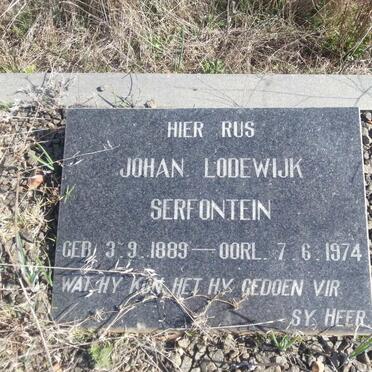 HIER RUS
JOHAN LODEWIJK
SERFONTEIN
GEB. 3. 9. 1889 — OORL. 7. 6. 1974
WAT HY KON HET HY GEDOEN VIR
SY HEER